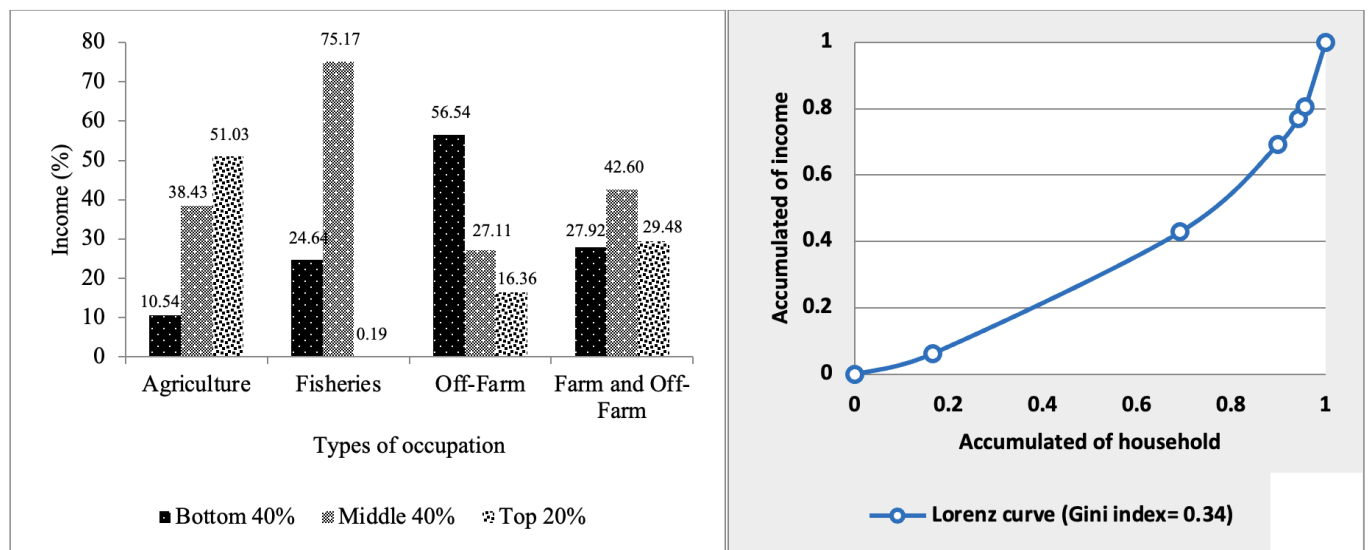 80
70
60
50
40
30
20
10
0
Income (%)
10.54
38.43
51.03
24.64
75.17
0.19
56.54
27.11
16.36
27.92
42.60
29.48
Agriculture
Fisheries
Off-Farm
Farm and Off-
Farm
Types of occupation
Bottom 40%
Middle 40%
Top 20%
1
0.8
0.6
0.4
0.2
0
Accumulated of income
0
0.2
0.4
0.6
0.8
1
Accumulated of household
Lorenz curve (Gini index= 0.34)